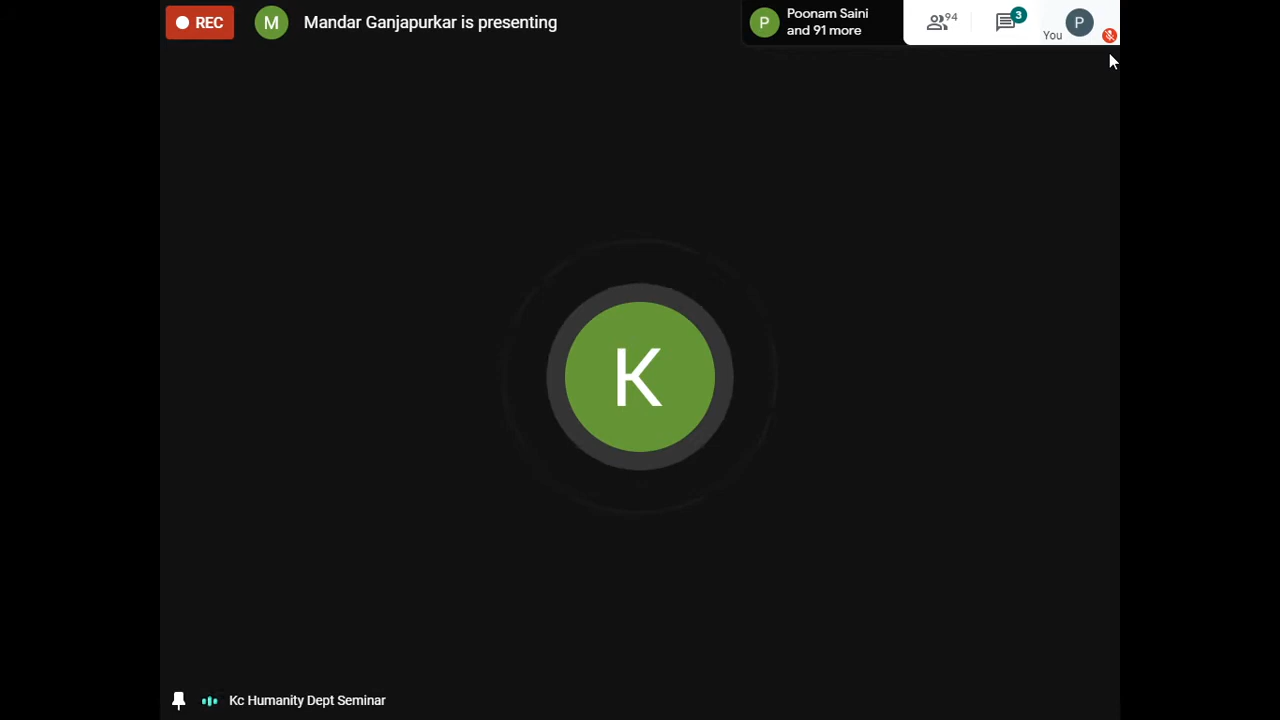 REC
M
Mandar Ganjapurkar is presenting
P
Poonam Saini
and 91 more
94
3
You
P
K
Kc Humanity Dept Seminar